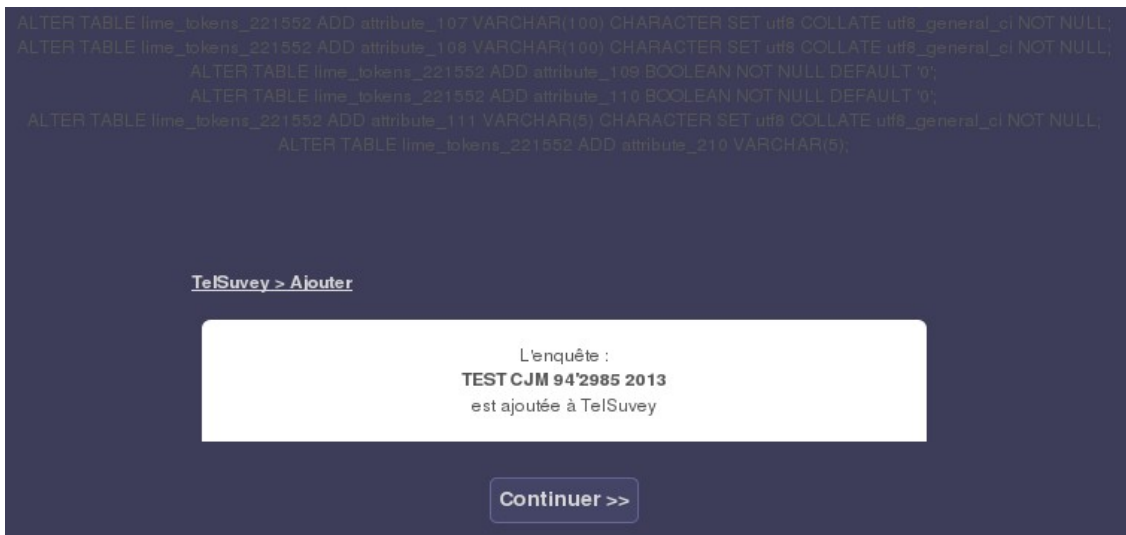 ALTER TABLE lime_tokens_221552 ADD attribute_107 VARCHAR(100) CHARACTER SET utf8 COLLATE utf8_general_ci NOT NULL;
ALTER TABLE lime_tokens_221552 ADD attribute_108 VARCHAR(100) CHARACTER SET utf8 COLLATE utf8_general_ci NOT NULL;
ALTER TABLE lime_tokens_221552 ADD attribute_109 BOOLEAN NOT NULL DEFAULT '0';
ALTER TABLE lime_tokens_221552 ADD attribute_110 BOOLEAN NOT NULL DEFAULT '0';
ALTER TABLE lime_tokens_221552 ADD attribute_111 VARCHAR(5) CHARACTER SET utf8 COLLATE utf8_general_ci NOT NULL;
ALTER TABLE lime_tokens_221552 ADD attribute_210 VARCHAR(5);
TelSuvey > Ajouter
L'enquête :
TEST CJM 94'2985 2013
est ajoutée à TelSuvey
Continuer >>